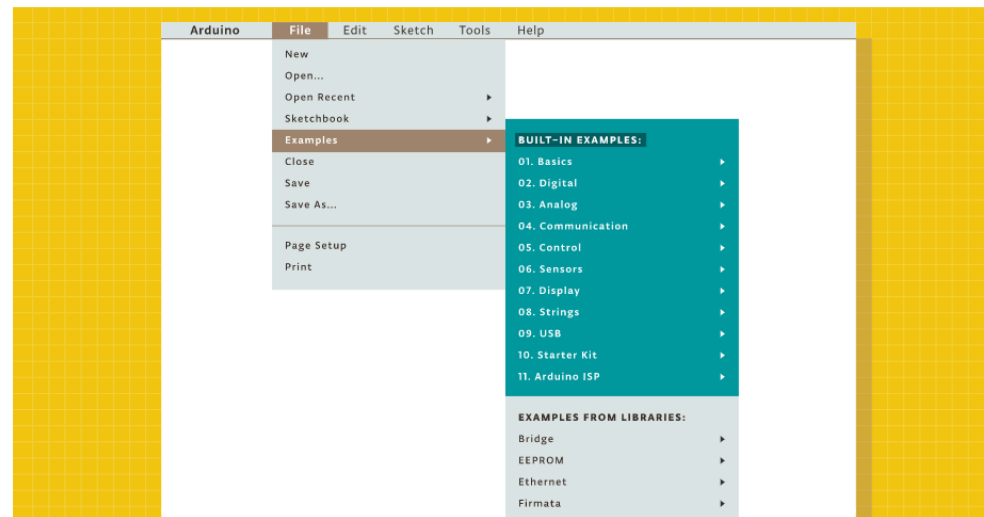 Arduino File Edit Sketch Tools Help
New
Open...
Open Recent
Sketchbook
Examples
Close
Save
Save As...
Page Setup
Print
BUILT-IN EXAMPLES:
01. Basics
02. Digital
03. Analog
04. Communication
05. Control
06. Sensors
07. Display
08. Strings
09. USB
10. Starter Kit
11. Arduino ISP
EXAMPLES FROM LIBRARIES:
Bridge
EEPROM
Ethernet
Firmata